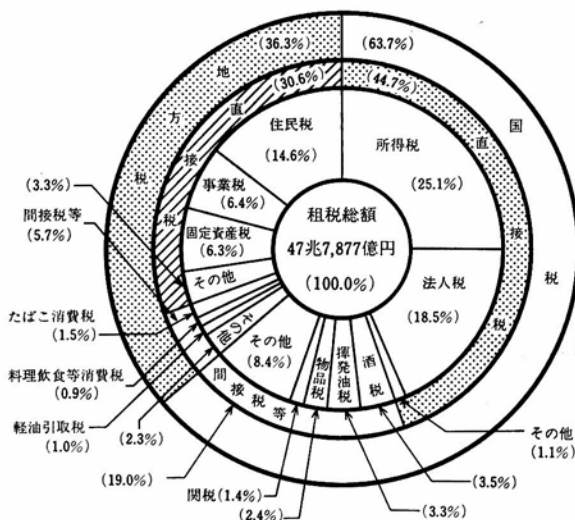 租税総額
47兆7,877億円
(100.0%)
国税
(63.7%)
直接税
(44.7%)
所得税
(25.1%)
法人税
(18.5%)
その他
(1.1%)
酒税
(3.5%)
揮発油税
(3.3%)
物品税
(2.4%)
関税(1.4%)
その他
(8.4%)
間接税等
(19.0%)
地方税
(36.3%)
直接税
(30.6%)
住民税
(14.6%)
事業税
(6.4%)
固定資産税
(6.3%)
その他
(3.3%)
間接税等
(5.7%)
たばこ消費税
(1.5%)
料理飲食等消費税
(0.9%)
軽油引取税
(1.0%)
(2.3%)